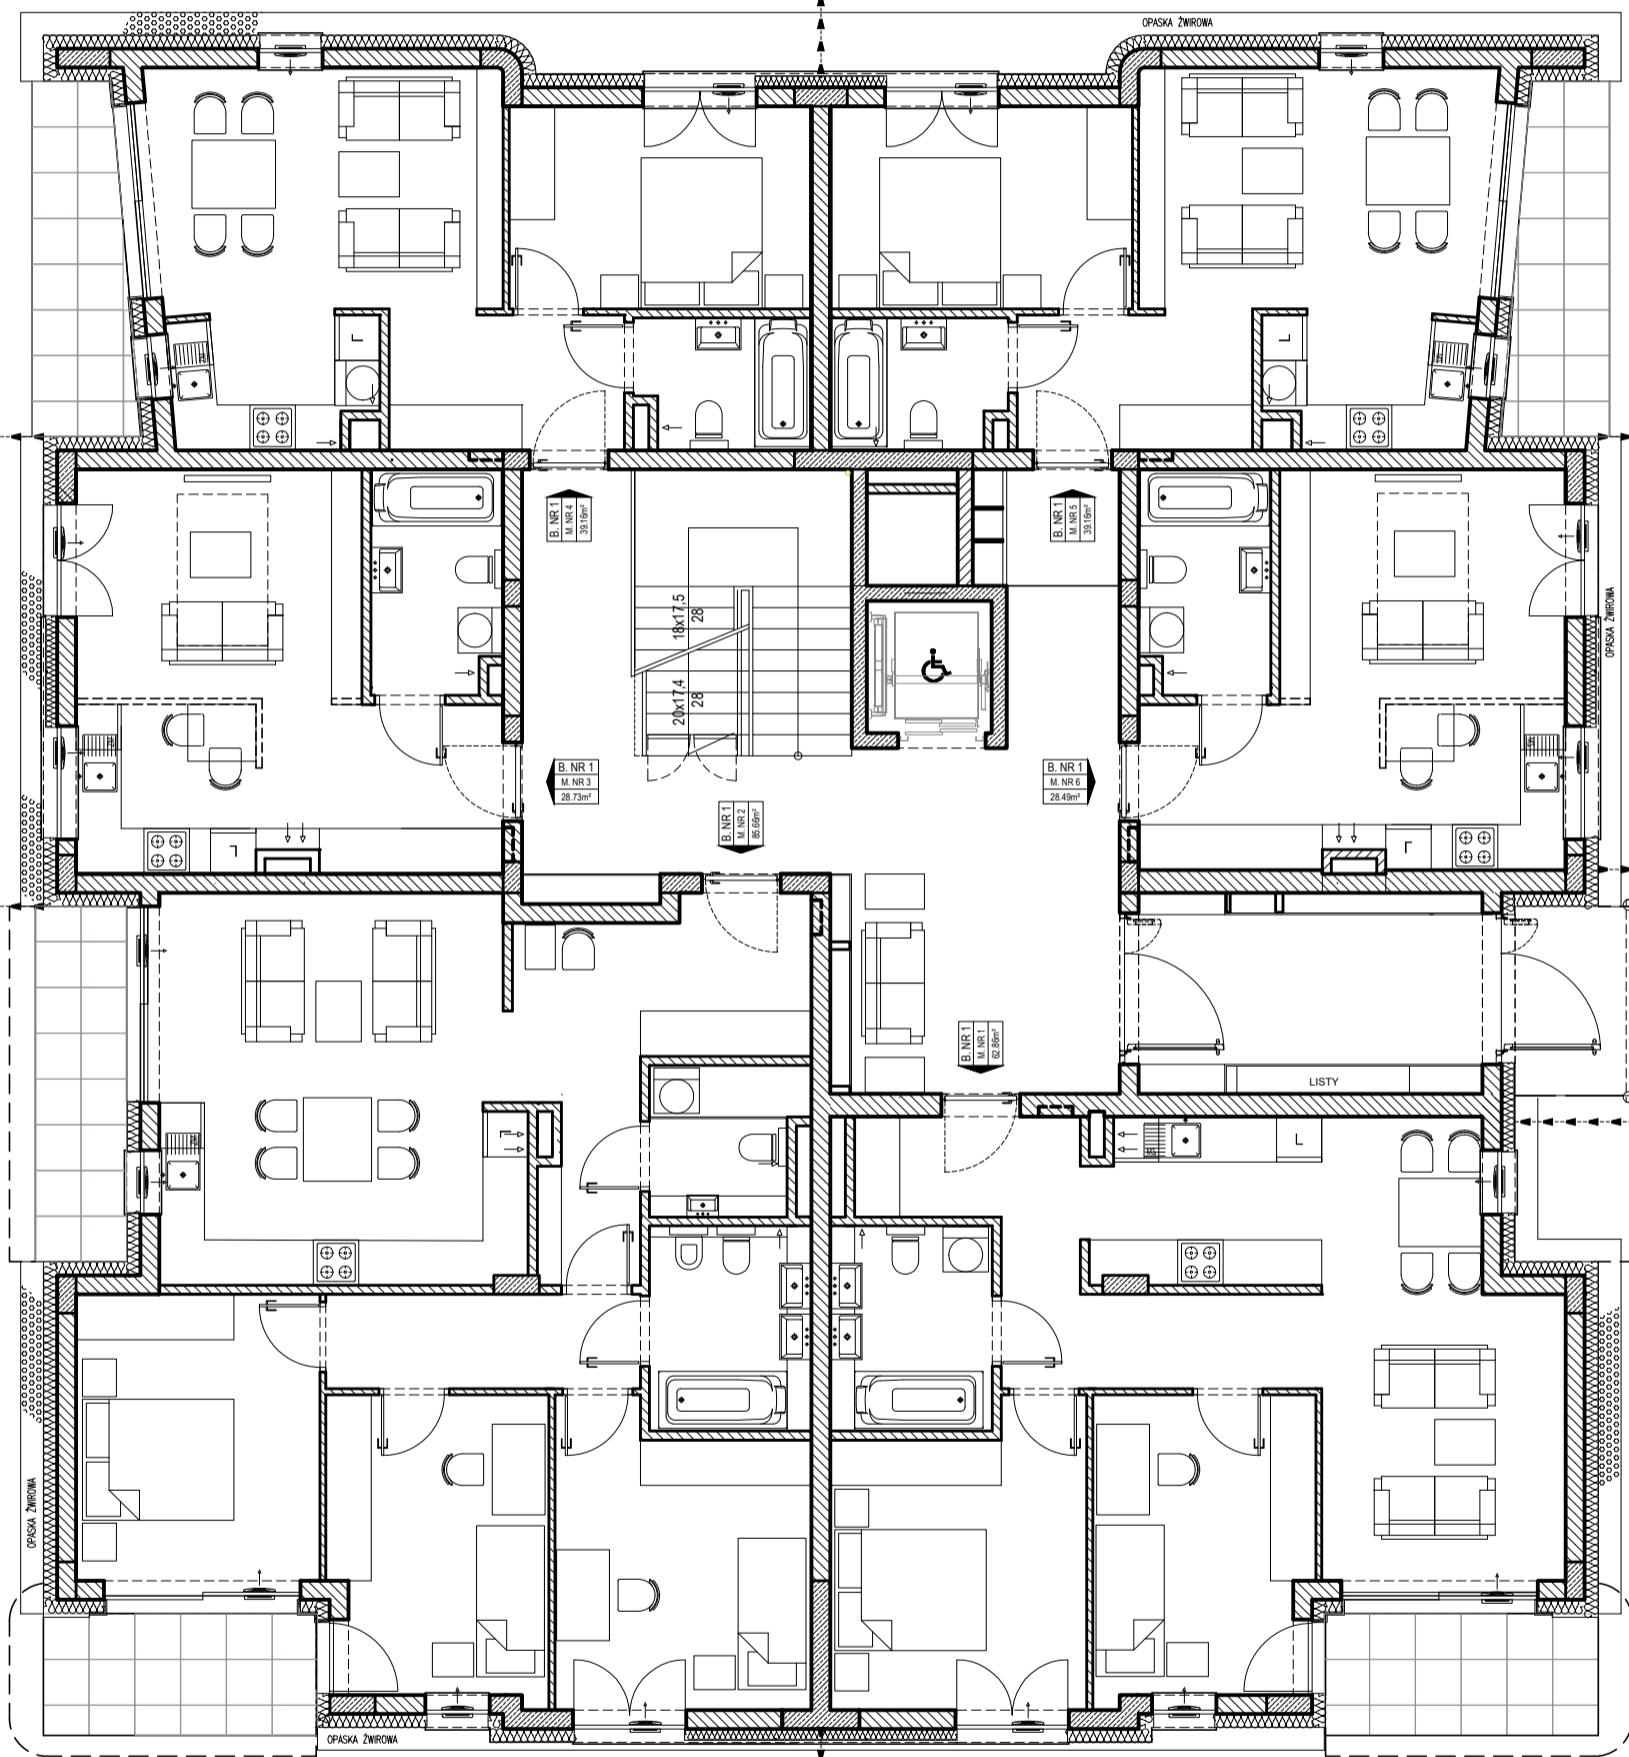 OPASKA ŻWIROWA
B. NR 1
M. NR 4
39.16m²
B. NR 1
M. NR 5
39.16m²
18x17,5
28
20x17,4
28
OPASKA ŻWIROWA
B. NR 1
M. NR 3
28.73m²
B. NR 1
M. NR 6
28.49m²
B. NR 1
M. NR 2
85.66m²
L
L
L
L
B. NR 1
M. NR 1
62.86m²
LISTY
L
L
OPASKA ŻWIROWA
OPASKA ŻWIROWA